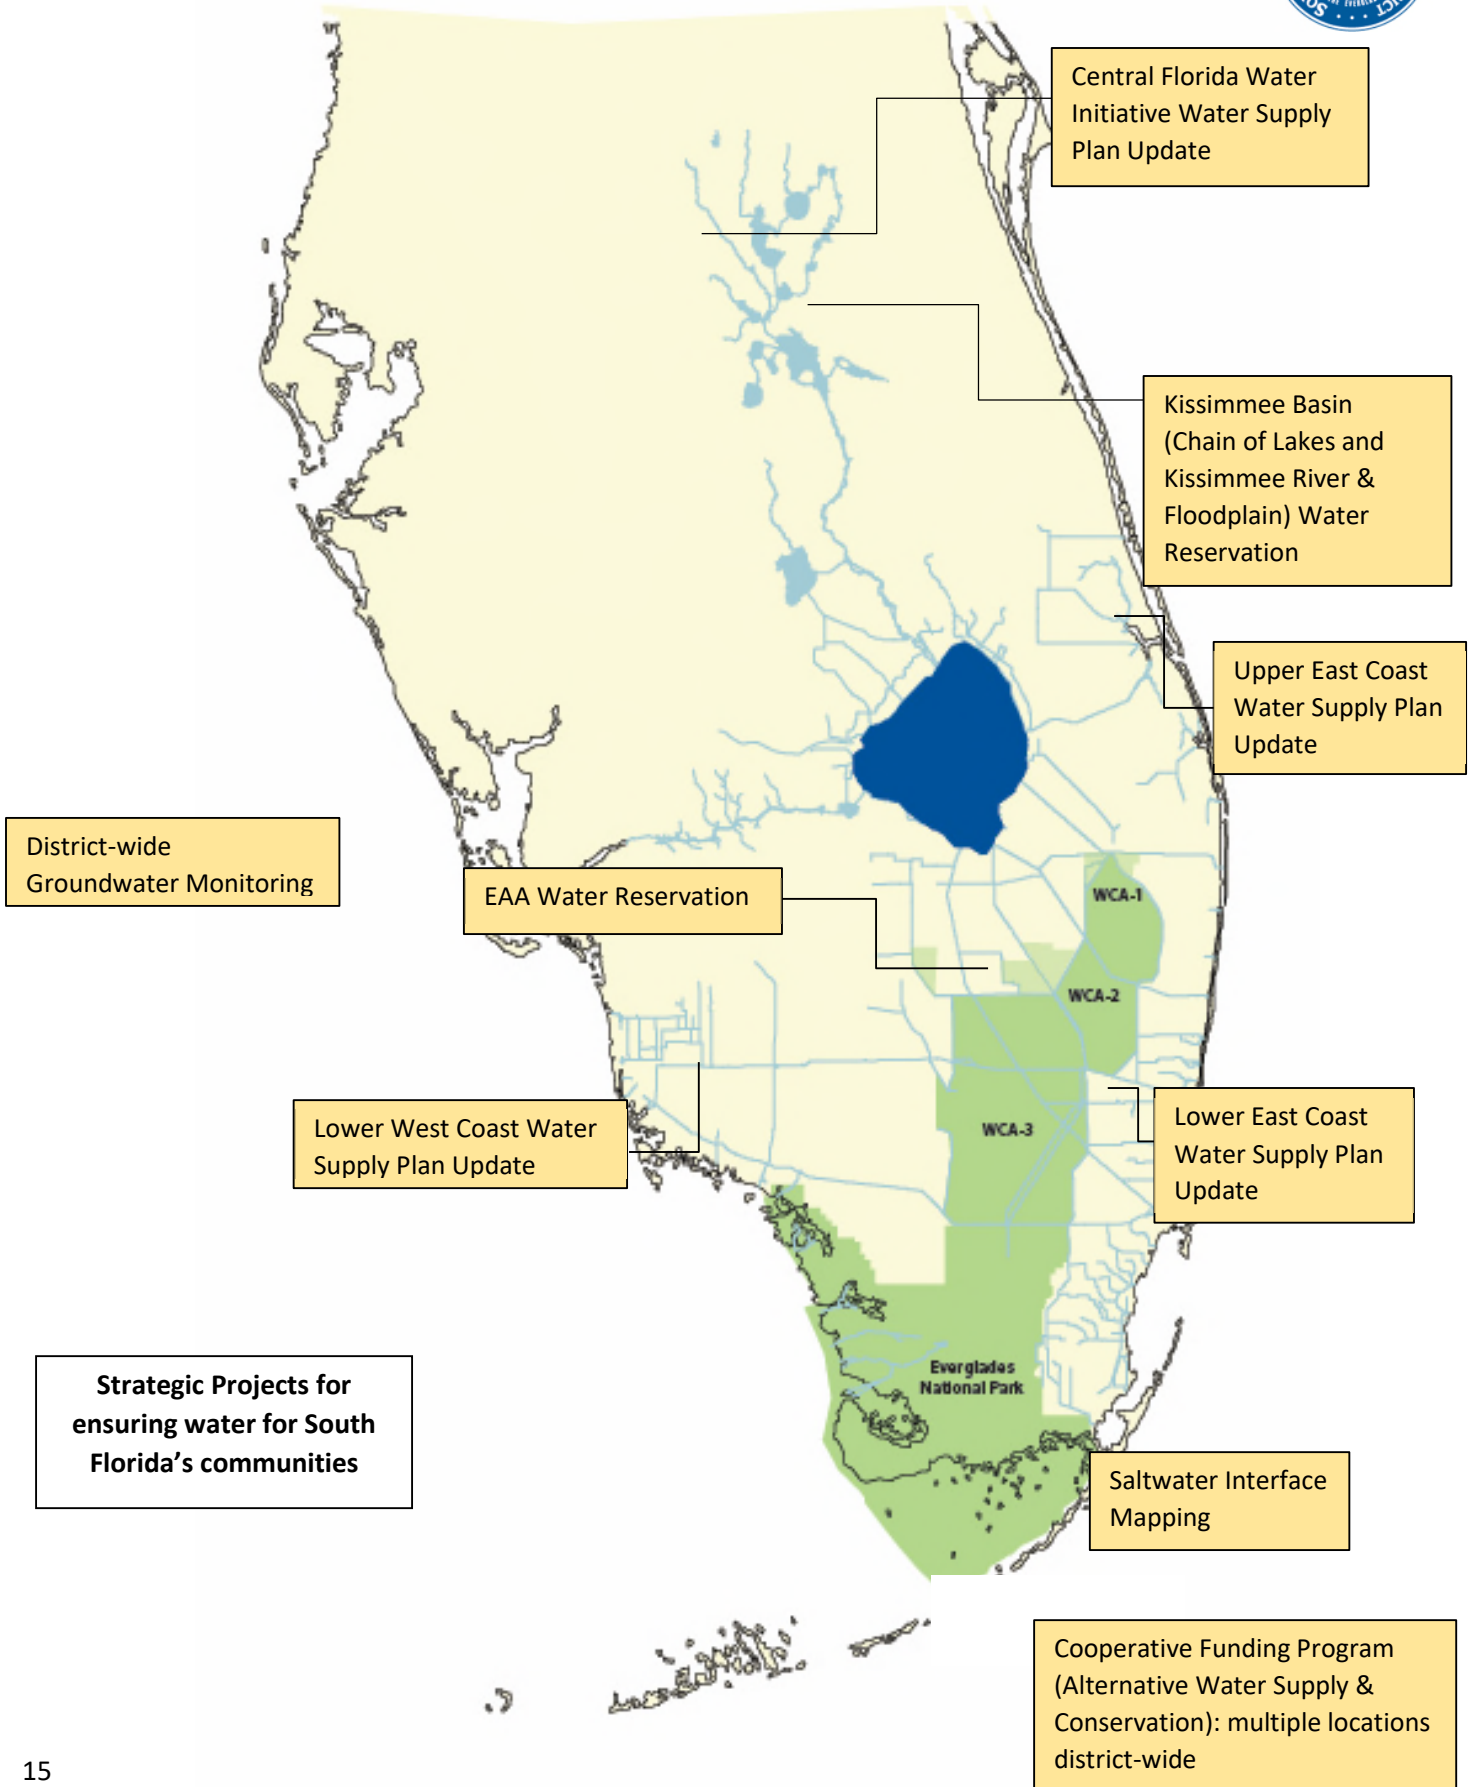 Central Florida Water
Initiative Water Supply
Plan Update
Kissimmee Basin
(Chain of Lakes and
Kissimmee River &
Floodplain) Water
Reservation
Upper East Coast
Water Supply Plan
Update
District-wide
Groundwater Monitoring
EAA Water Reservation
WCA-1
WCA-2
WCA-3
Lower West Coast Water
Supply Plan Update
Lower East Coast
Water Supply Plan
Update
Everglades
National Park
Strategic Projects for
ensuring water for South
Florida's communities
Saltwater Interface
Mapping
Cooperative Funding Program
(Alternative Water Supply &
Conservation): multiple locations
district-wide
15